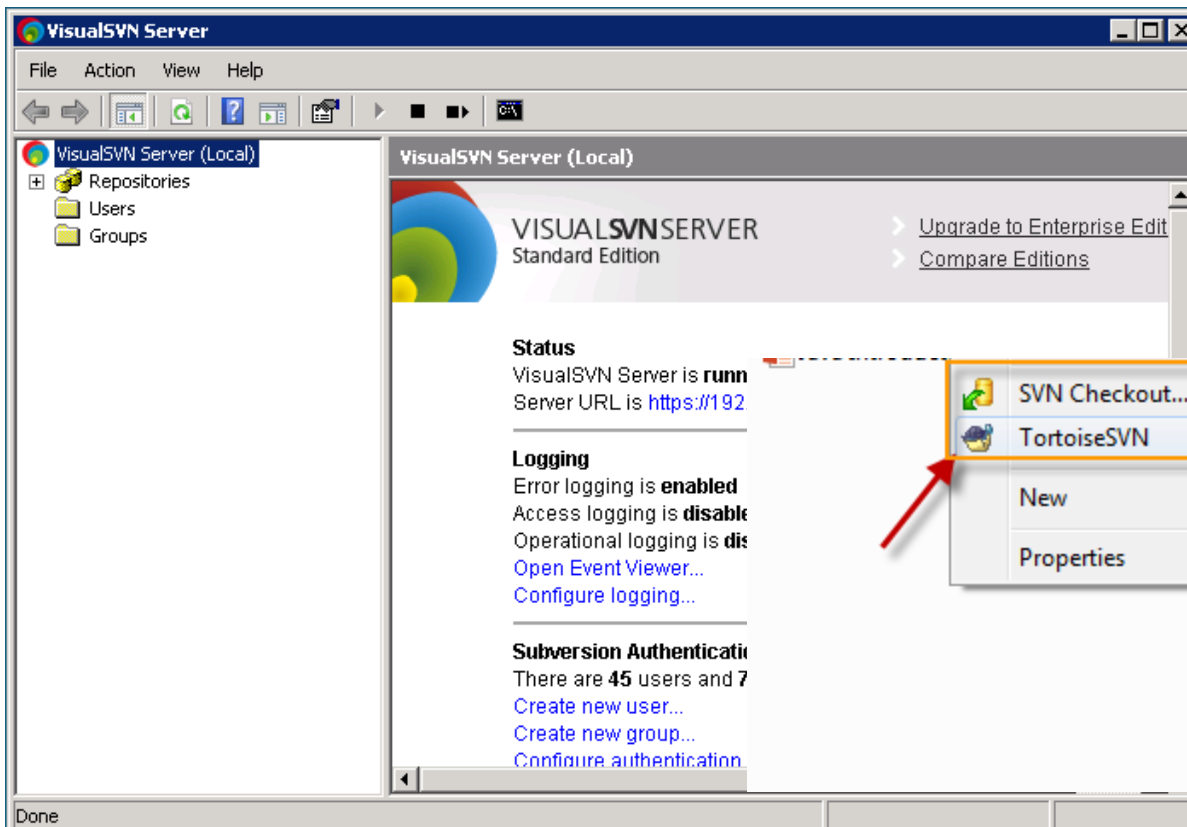 VisualSVN Server
File Action View Help
VisualSVN Server (Local)
Repositories
Users
Groups
VisualSVN Server (Local)
VISUALSVNSERVER
Standard Edition
Upgrade to Enterprise Edit
Compare Editions
Status
VisualSVN Server is runn
Server URL is https://192.
Logging
Error logging is enabled
Access logging is disable
Operational logging is dis
Open Event Viewer...
Configure logging...
Subversion Authenticatio
There are 45 users and 7
Create new user...
Create new group...
Configure authentication
SVN Checkout...
TortoiseSVN
New
Properties
Done